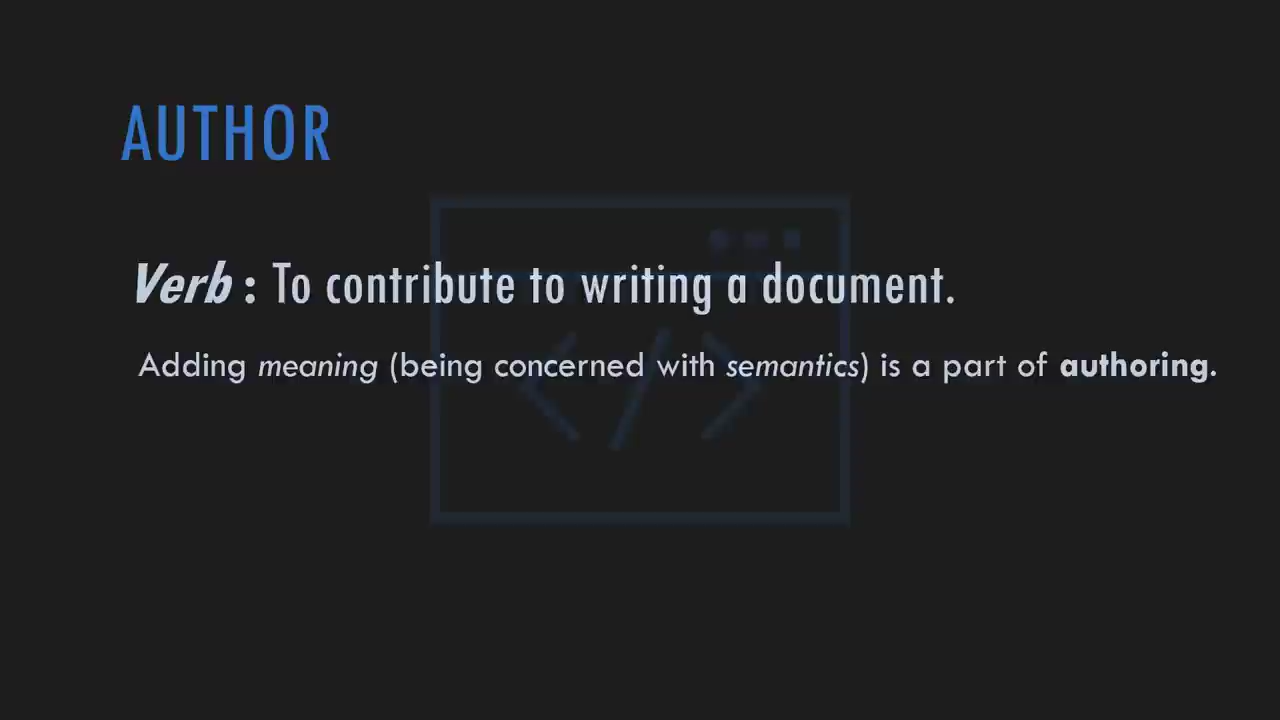 AUTHOR
Verb : To contribute to writing a document.
Adding meaning (being concerned with semantics) is a part of authoring.